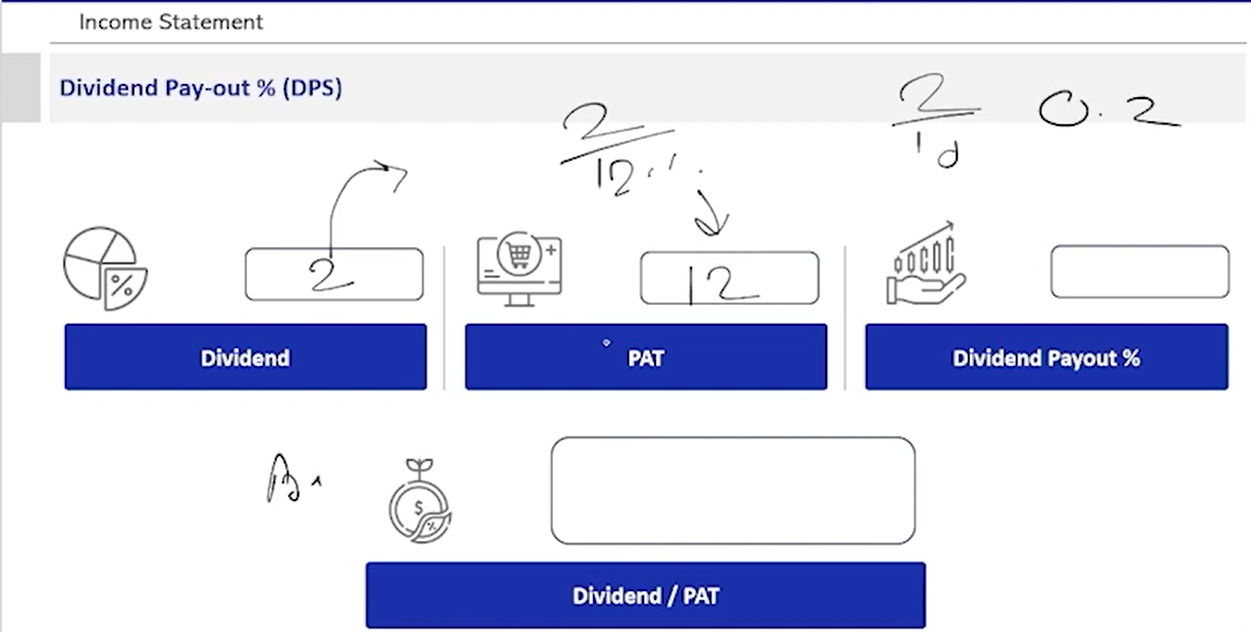 Income Statement
Dividend Pay-out % (DPS)
2
12
2
10
0.2
2
12
Dividend
PAT
Dividend Payout %
Dividend / PAT